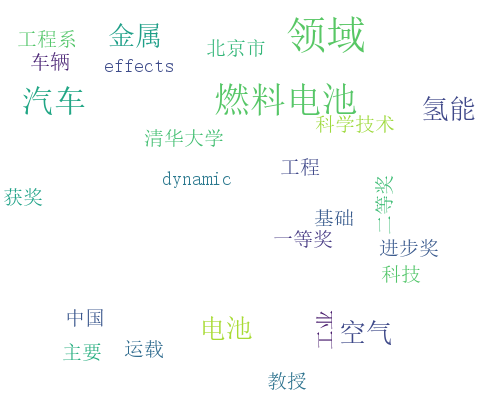 领域
工程系
金属
北京市
车辆
effects
汽车
燃料电池
氢能
科学技术
清华大学
工程
dynamic
获奖
二等奖
基础
一等奖
进步奖
科技
中国
电池
工业
空气
主要
运载
教授